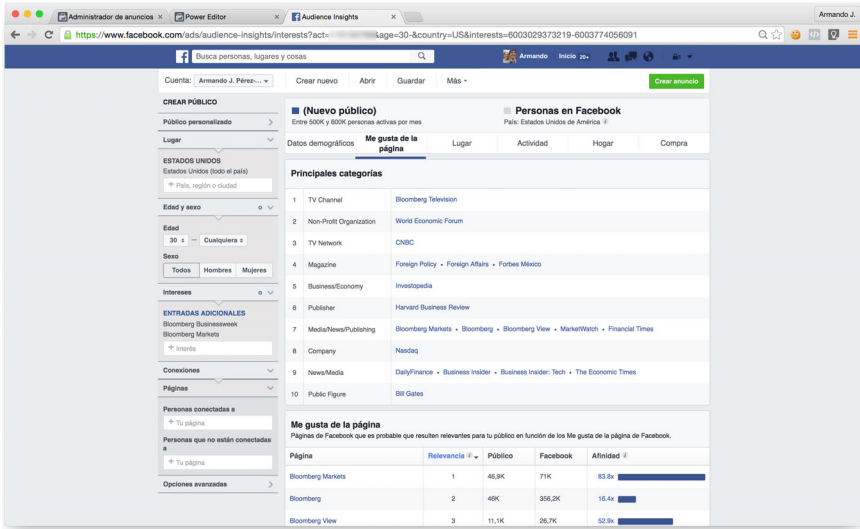 Administrador de anuncios
Power Editor
Audience Insights
Armando J.
https://www.facebook.com/ads/audience-insights/interests?act= &age=30-&country=US&interests=6003029373219-6003774056091
Busca personas, lugares y cosas
Armando Inicio 20+
Cuenta: Armando J. Pérez-... Crear nuevo Abrir Guardar Más Crear anuncio
CREAR PÚBLICO
Público personalizado
Lugar
ESTADOS UNIDOS
Estados Unidos (todo el país)
+ País, región o ciudad
Edad y sexo
Edad
30 — Cualquiera
Sexo
Todos Hombres Mujeres
Intereses
ENTRADAS ADICIONALES
Bloomberg Businessweek
Bloomberg Markets
+ Interés
Conexiones
Páginas
Personas conectadas a
+ Tu página
Personas que no están conectadas
a
+ Tu página
Opciones avanzadas
(Nuevo público)
Entre 500K y 600K personas activas por mes
Personas en Facebook
País: Estados Unidos de América
Datos demográficos
Me gusta de la
página
Lugar
Actividad
Hogar
Compra
Principales categorías
1 TV Channel Bloomberg Television
2 Non-Profit Organization World Economic Forum
3 TV Network CNBC
4 Magazine Foreign Policy • Foreign Affairs • Forbes México
5 Business/Economy Investopedia
6 Publisher Harvard Business Review
7 Media/News/Publishing Bloomberg Markets • Bloomberg • Bloomberg View • MarketWatch • Financial Times
8 Company Nasdaq
9 News/Media DailyFinance • Business Insider • Business Insider: Tech • The Economic Times
10 Public Figure Bill Gates
Me gusta de la página
Páginas de Facebook que es probable que resulten relevantes para tu público en función de los Me gusta de la página de Facebook.
Página Relevancia Público Facebook Afinidad
Bloomberg Markets 1 46,9K 71K 83.8x
Bloomberg 2 46K 356,2K 16.4x
Bloomberg View 3 11,1K 26,7K 52.9x